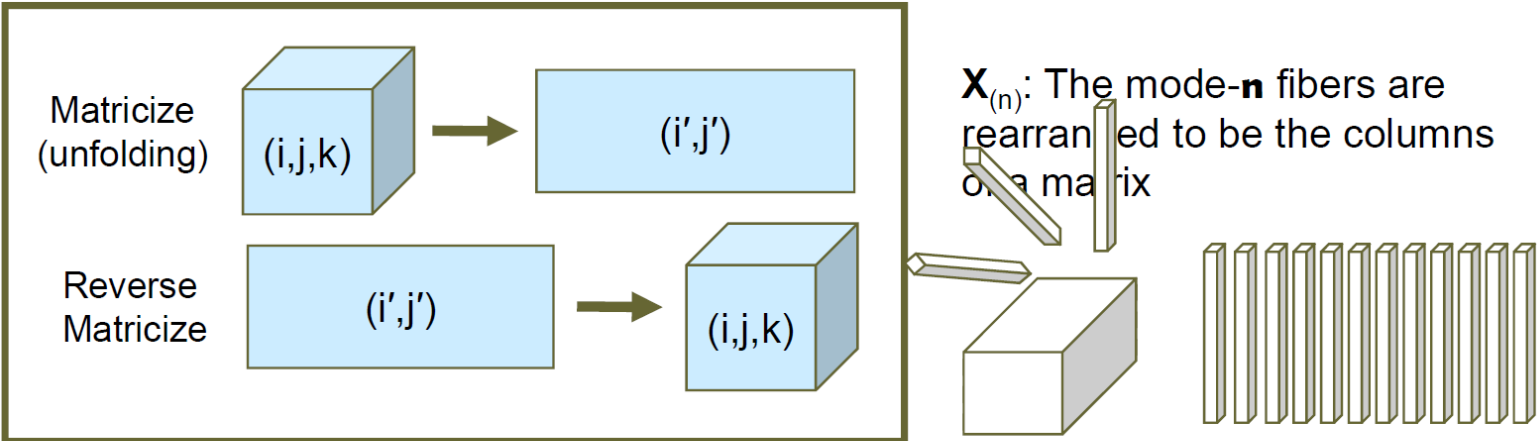 Matricize
(unfolding)
(i,j,k)
(i′,j′)
Reverse
Matricize
(i′,j′)
(i,j,k)
X(n): The mode-n fibers are
rearranged to be the columns
of a matrix